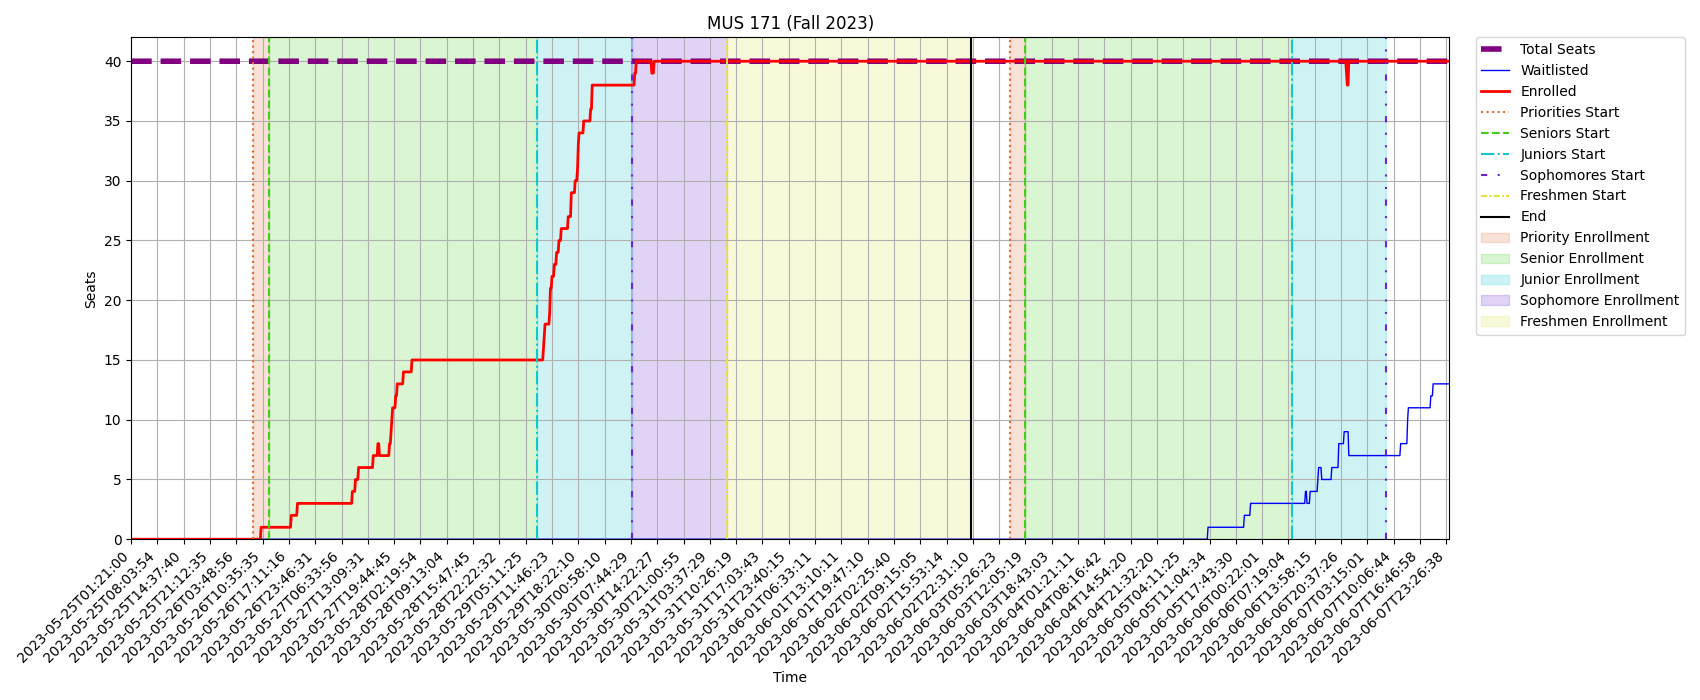 MUS 171 (Fall 2023)
Seats
40
35
30
25
20
15
10
5
0
2023-05-25T01:21:00
2023-05-25T08:03:54
2023-05-25T14:37:40
2023-05-25T21:12:35
2023-05-26T03:48:56
2023-05-26T10:35:35
2023-05-26T17:11:16
2023-05-26T23:46:31
2023-05-27T06:33:56
2023-05-27T13:09:31
2023-05-27T19:44:45
2023-05-28T02:19:54
2023-05-28T09:13:04
2023-05-28T15:47:45
2023-05-28T22:22:32
2023-05-29T05:11:25
2023-05-29T11:46:23
2023-05-29T18:22:10
2023-05-30T00:58:10
2023-05-30T07:44:29
2023-05-30T14:22:27
2023-05-30T21:00:55
2023-05-31T03:37:29
2023-05-31T10:26:19
2023-05-31T17:03:43
2023-05-31T23:40:15
2023-06-01T06:33:11
2023-06-01T13:10:11
2023-06-01T19:47:10
2023-06-02T02:25:40
2023-06-02T09:15:05
2023-06-02T15:53:14
2023-06-02T22:31:10
2023-06-03T05:26:23
2023-06-03T12:05:19
2023-06-03T18:43:03
2023-06-04T01:21:11
2023-06-04T08:16:42
2023-06-04T14:54:20
2023-06-04T21:32:20
2023-06-05T04:11:25
2023-06-05T11:04:34
2023-06-05T17:43:30
2023-06-06T00:22:01
2023-06-06T07:19:04
2023-06-06T13:58:15
2023-06-06T20:37:26
2023-06-07T03:15:01
2023-06-07T10:06:44
2023-06-07T16:46:58
2023-06-07T23:26:38
Time
Total Seats
Waitlisted
Enrolled
Priorities Start
Seniors Start
Juniors Start
Sophomores Start
Freshmen Start
End
Priority Enrollment
Senior Enrollment
Junior Enrollment
Sophomore Enrollment
Freshmen Enrollment